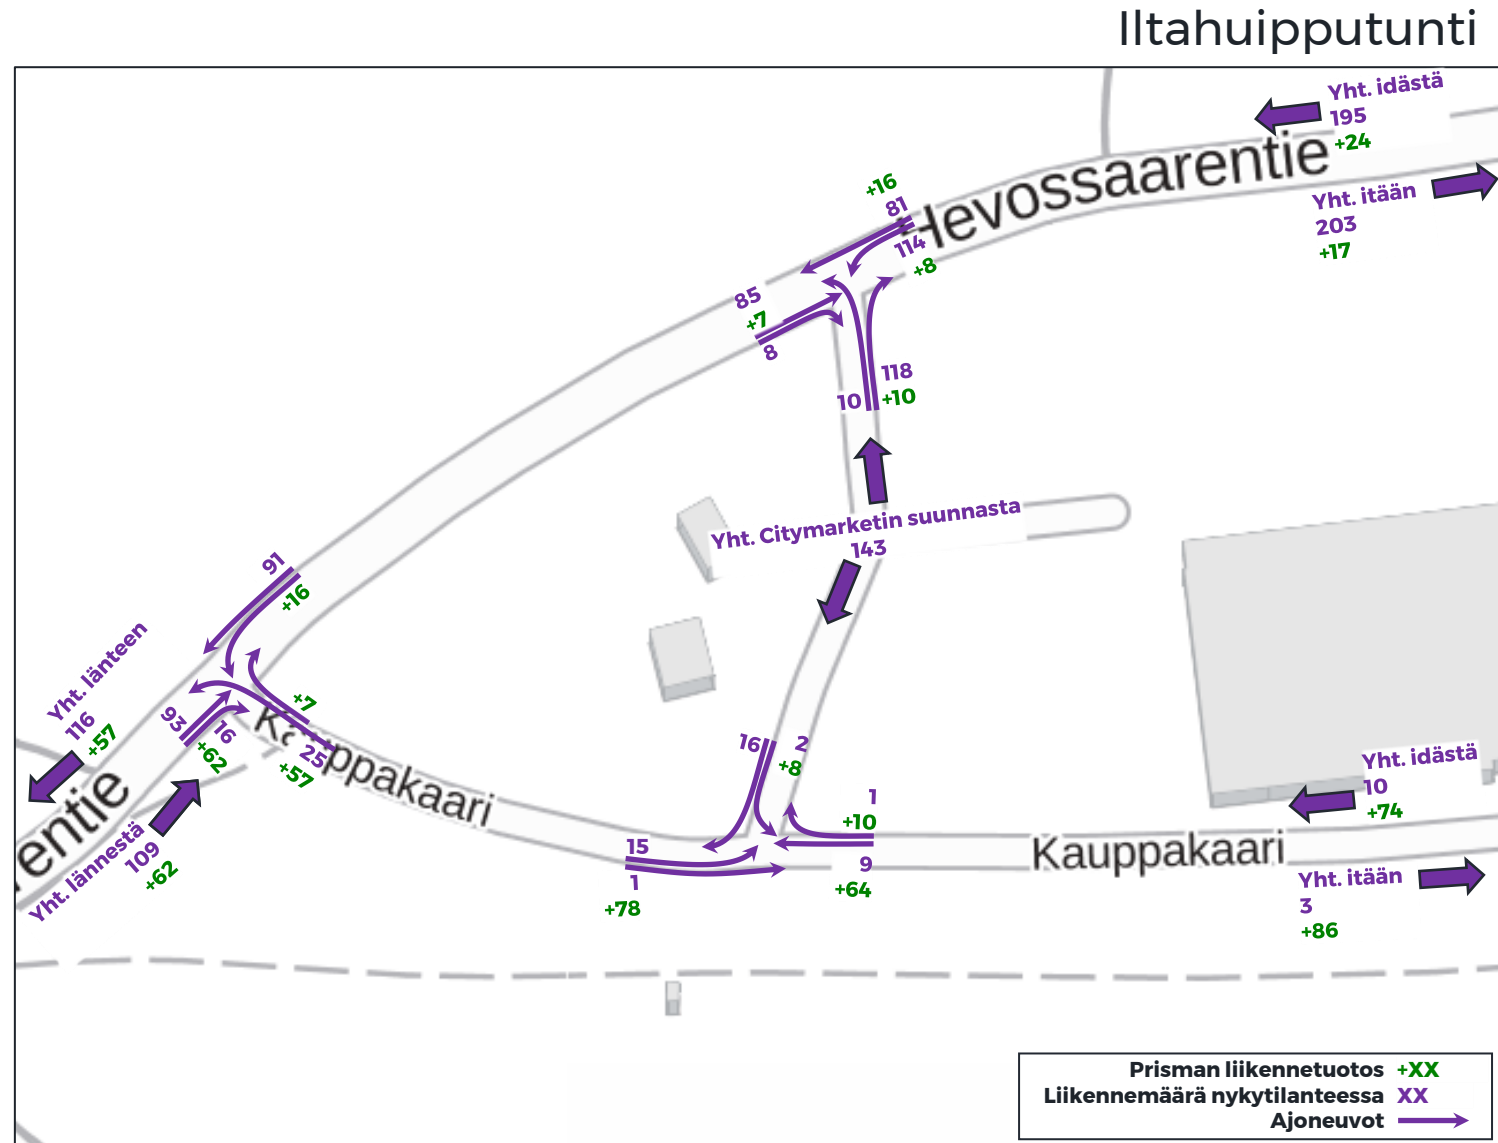 Iltahuipputunti
Yht. idästä
195
+24
Hevossaarentie
Yht. itään
203
+17
+16
81
114
+8
85
+7
8
118
10
+10
Yht. Citymarketin suunnasta
143
91
+16
Yht. länteen
116
+57
93
16
+62
+7
25
+57
Kauppakaari
rentie
Yht. lännestä
109
+62
16
2
+8
1
+10
15
1
+78
9
+64
Kauppakaari
Yht. idästä
10
+74
Yht. itään
3
+86
Prisman liikennetuotos +XX
Liikennemäärä nykytilanteessa XX
Ajoneuvot